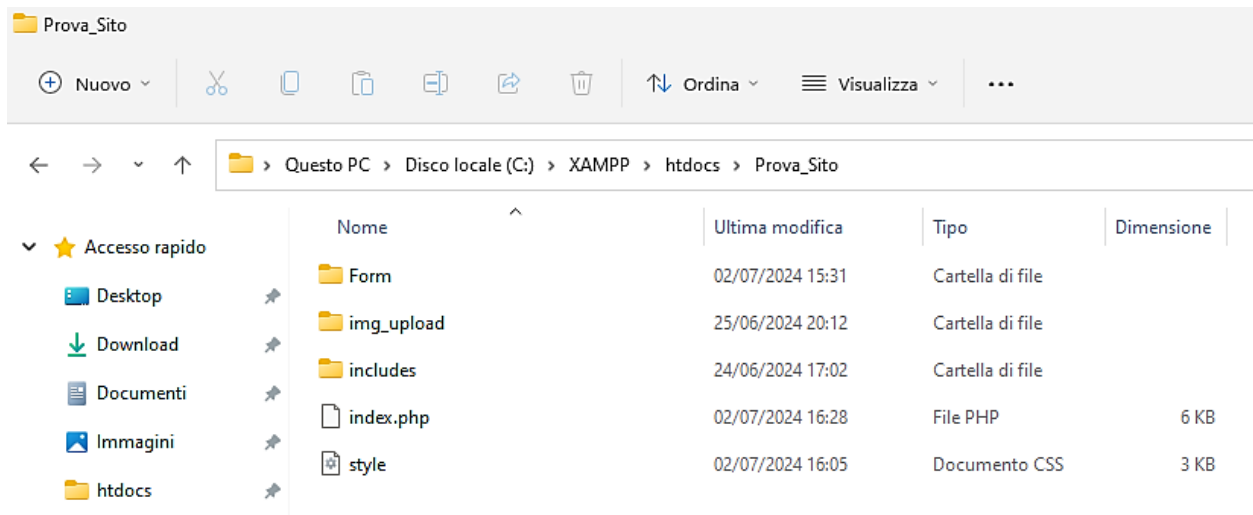 Prova_Sito
Nuovo Ordina Visualizza
Questo PC Disco locale (C:) XAMPP htdocs Prova_Sito
Nome Ultima modifica Tipo Dimensione
Accesso rapido
Desktop
Download
Documenti
Immagini
htdocs
Form 02/07/2024 15:31 Cartella di file
img_upload 25/06/2024 20:12 Cartella di file
includes 24/06/2024 17:02 Cartella di file
index.php 02/07/2024 16:28 File PHP 6 KB
style 02/07/2024 16:05 Documento CSS 3 KB